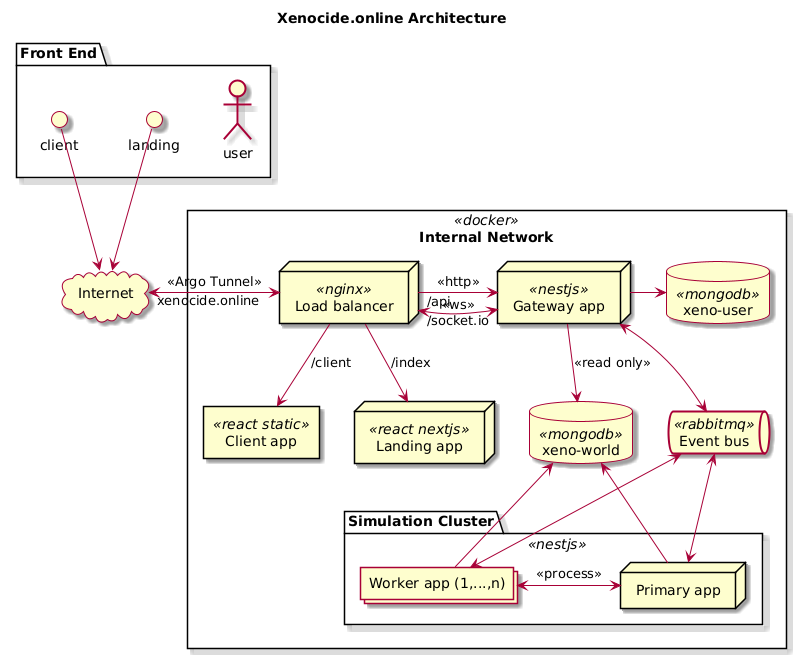 Xenocide.online Architecture
Front End
client
landing
user
«docker»
Internal Network
Internet
«Argo Tunnel»
xenocide.online
«nginx»
Load balancer
«http»
/api
«ws»
/socket.io
«nestjs»
Gateway app
«mongodb»
xeno-user
/client
/index
«read only»
«react static»
Client app
«react nextjs»
Landing app
«mongodb»
xeno-world
«rabbitmq»
Event bus
Simulation Cluster
«nestjs»
Worker app (1,...,n)
«process»
Primary app